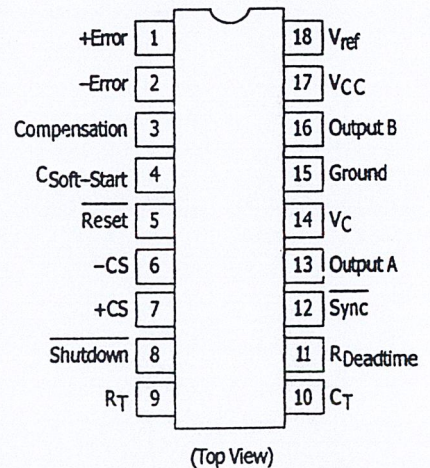 +Error 1 18 Vref
-Error 2 17 VCC
Compensation 3 16 Output B
CSoft-Start 4 15 Ground
Reset 5 14 VC
-CS 6 13 Output A
+CS 7 12 Sync
Shutdown 8 11 RDeadtime
RT 9 10 CT
(Top View)